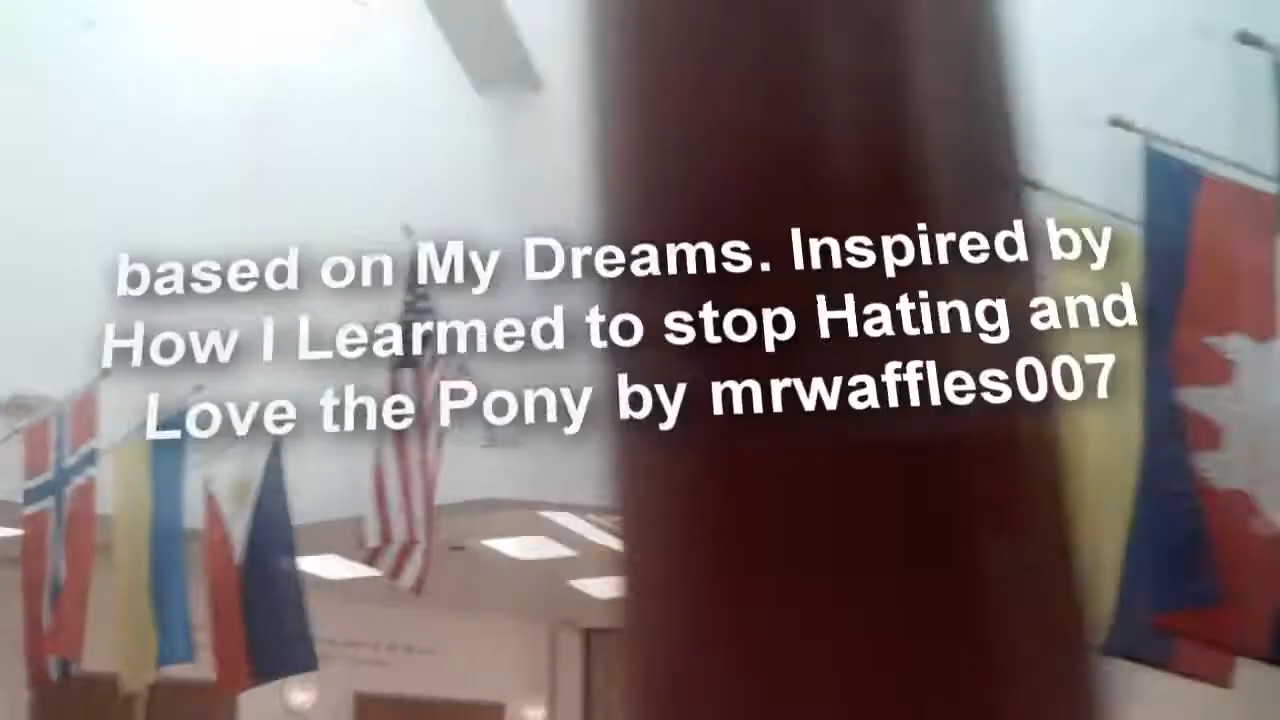 based on My Dreams. Inspired by
How I Learmed to stop Hating and
Love the Pony by mrwaffles007